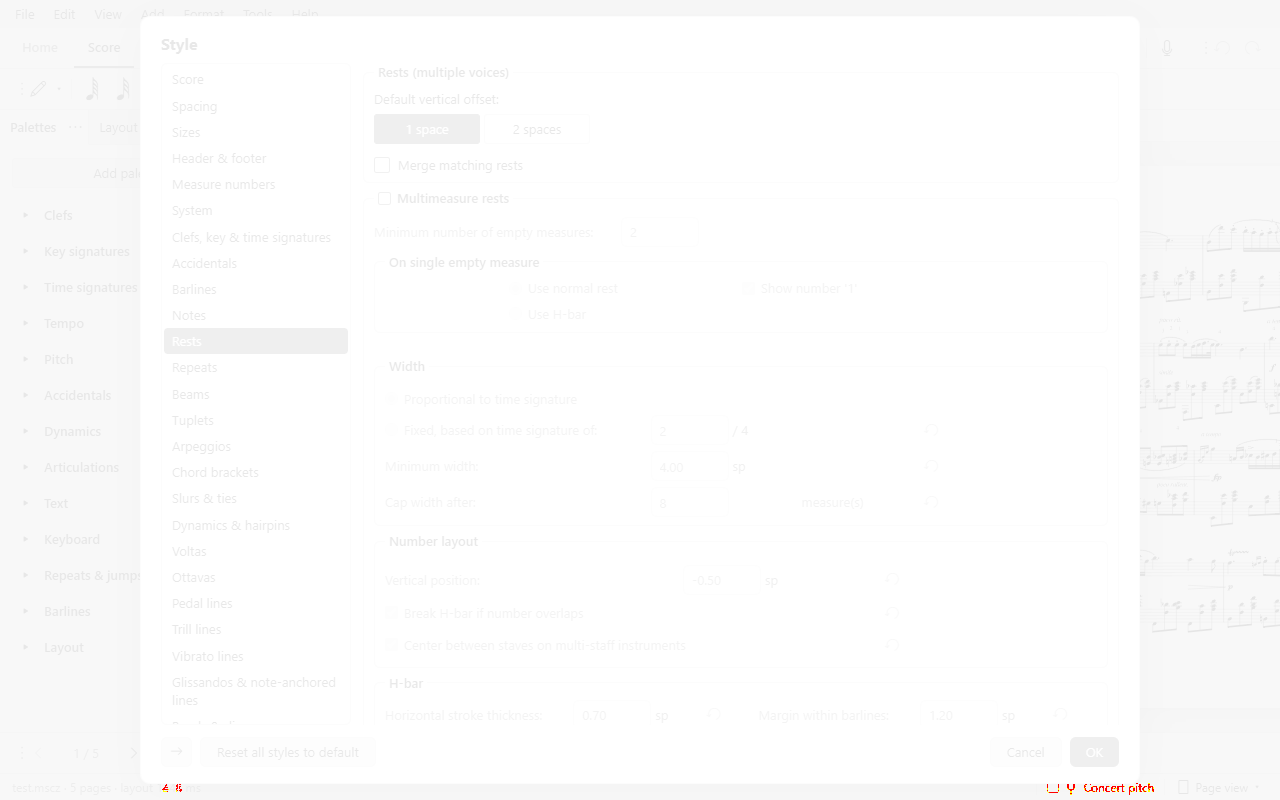 File Edit View Add Format Tools Help
Home Score
Palettes Layout
Clefs
Key signatures
Time signatures
Tempo
Pitch
Accidentals
Dynamics
Articulations
Text
Keyboard
Repeats & jumps
Barlines
Layout
1 / 5
Style
Score
Spacing
Sizes
Header & footer
Measure numbers
System
Clefs, key & time signatures
Accidentals
Barlines
Notes
Rests
Repeats
Beams
Tuplets
Arpeggios
Chord brackets
Slurs & ties
Dynamics & hairpins
Voltas
Ottavas
Pedal lines
Trill lines
Vibrato lines
Glissandos & note-anchored
lines
Rests (multiple voices)
Default vertical offset:
1 space 2 spaces
Merge matching rests
Multimeasure rests
Minimum number of empty measures: 2
On single empty measure
Use normal rest Show number '1'
Use H-bar
Width
Proportional to time signature
Fixed, based on time signature of: 2 / 4
Minimum width: 4.00 sp
Cap width after: 8 measure(s)
Number layout
Vertical position: -0.50 sp
Break H-bar if number overlaps
Center between staves on multi-staff instruments
H-bar
Horizontal stroke thickness: 0.70 sp Margin within barlines: 1.20 sp
Reset all styles to default Cancel OK
test.mscz · 5 pages · layout
Concert pitch Page view